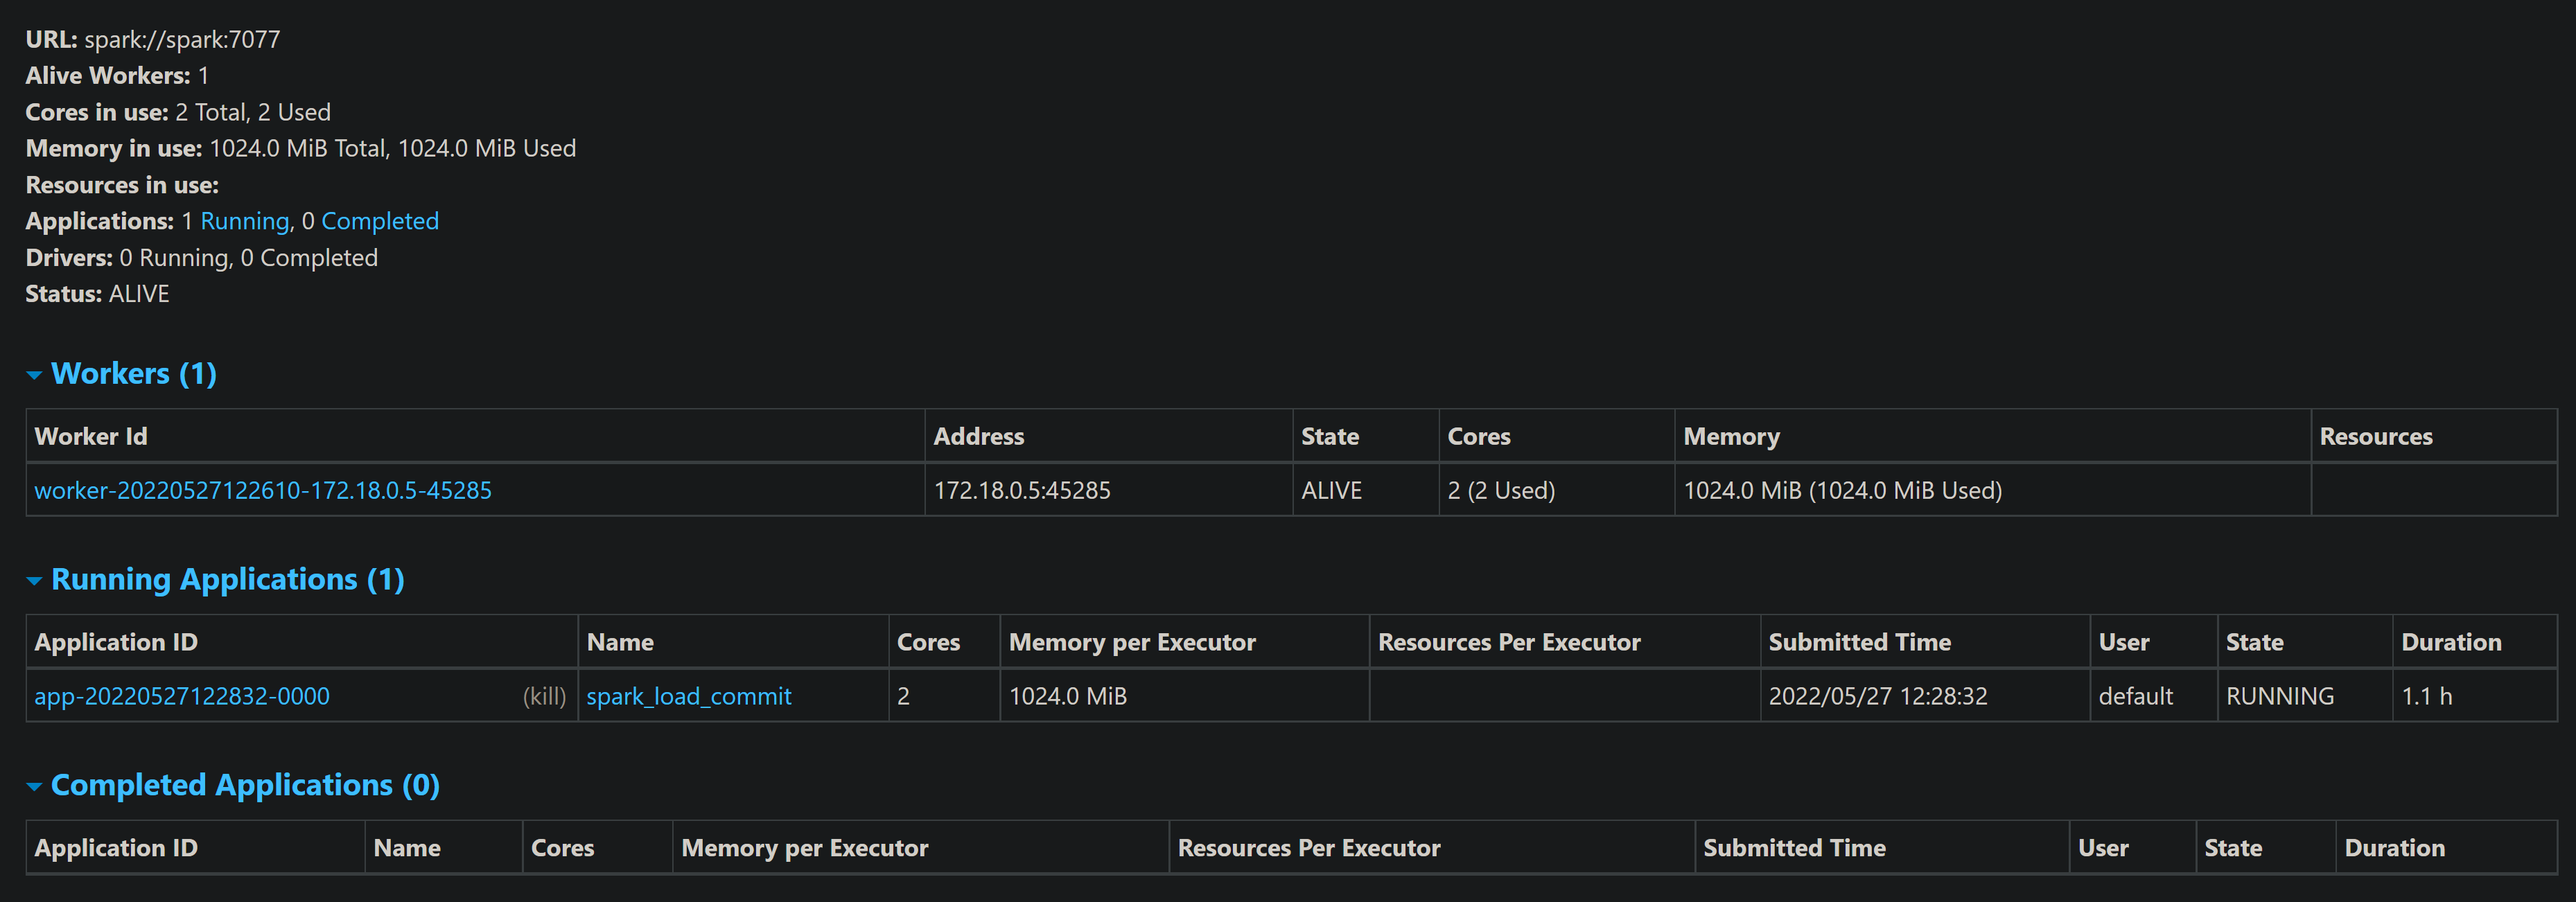 URL: spark://spark:7077
Alive Workers: 1
Cores in use: 2 Total, 2 Used
Memory in use: 1024.0 MiB Total, 1024.0 MiB Used
Resources in use:
Applications: 1 Running, 0 Completed
Drivers: 0 Running, 0 Completed
Status: ALIVE
Workers (1)
Worker Id Address State Cores Memory Resources
worker-20220527122610-172.18.0.5-45285 172.18.0.5:45285 ALIVE 2 (2 Used) 1024.0 MiB (1024.0 MiB Used)
Running Applications (1)
Application ID Name Cores Memory per Executor Resources Per Executor Submitted Time User State Duration
app-20220527122832-0000 (kill) spark_load_commit 2 1024.0 MiB 2022/05/27 12:28:32 default RUNNING 1.1 h
Completed Applications (0)
Application ID Name Cores Memory per Executor Resources Per Executor Submitted Time User State Duration